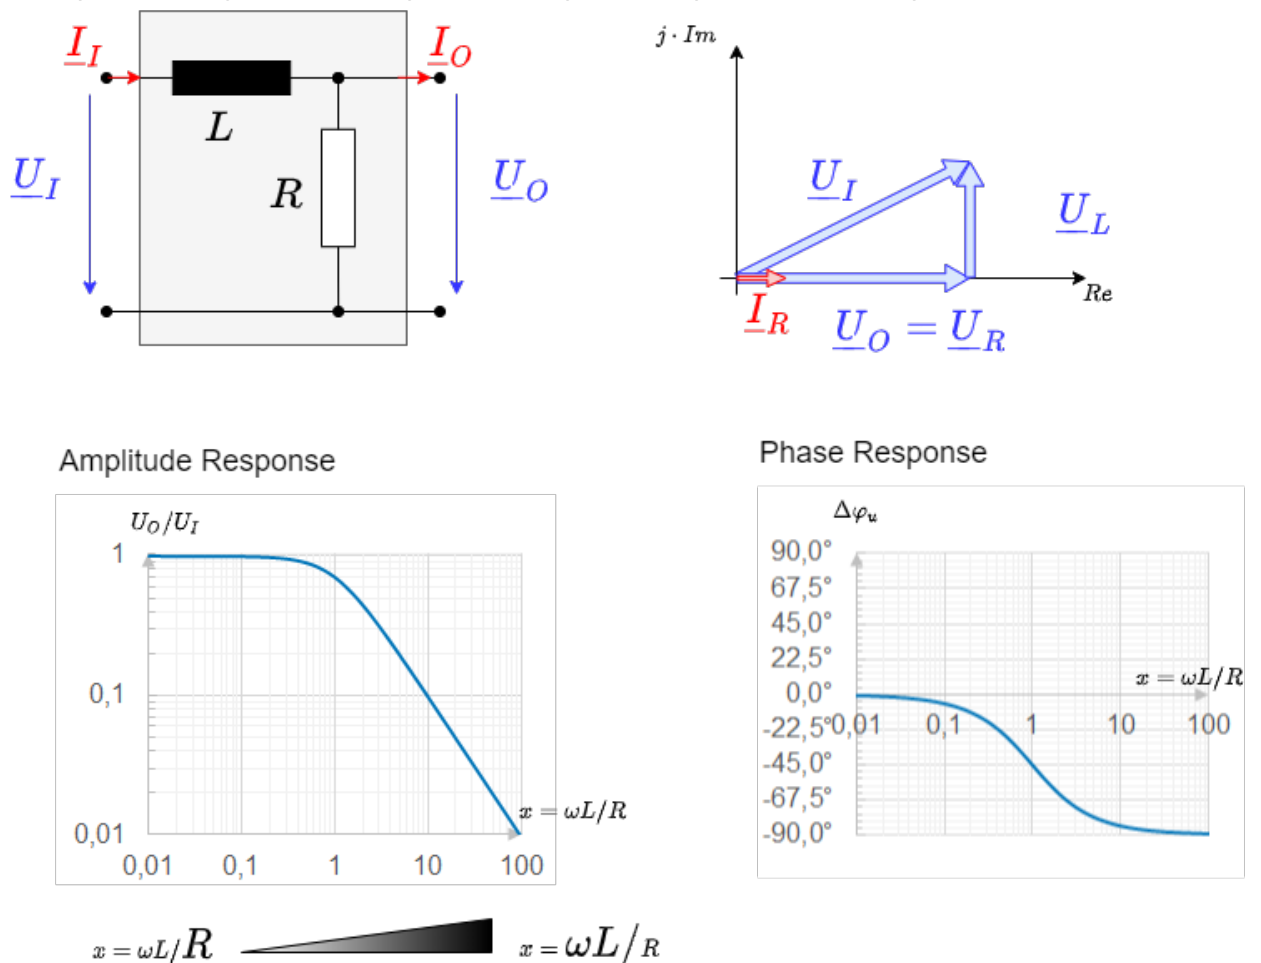 I_I
I_O
L
U_I
R
U_O
j · Im
U_I
U_L
Re
I_R
U_O = U_R
Amplitude Response
U_O/U_I
1
0,1
0,01
0,01 0,1 1 10 100
x = ωL/R
Phase Response
Δφ_u
90,0°
67,5°
45,0°
22,5°
0,0°
-22,5°
-45,0°
-67,5°
-90,0°
x = ωL/R
0,01 0,1 1 10 100
x = ωL/R
x = ωL/R